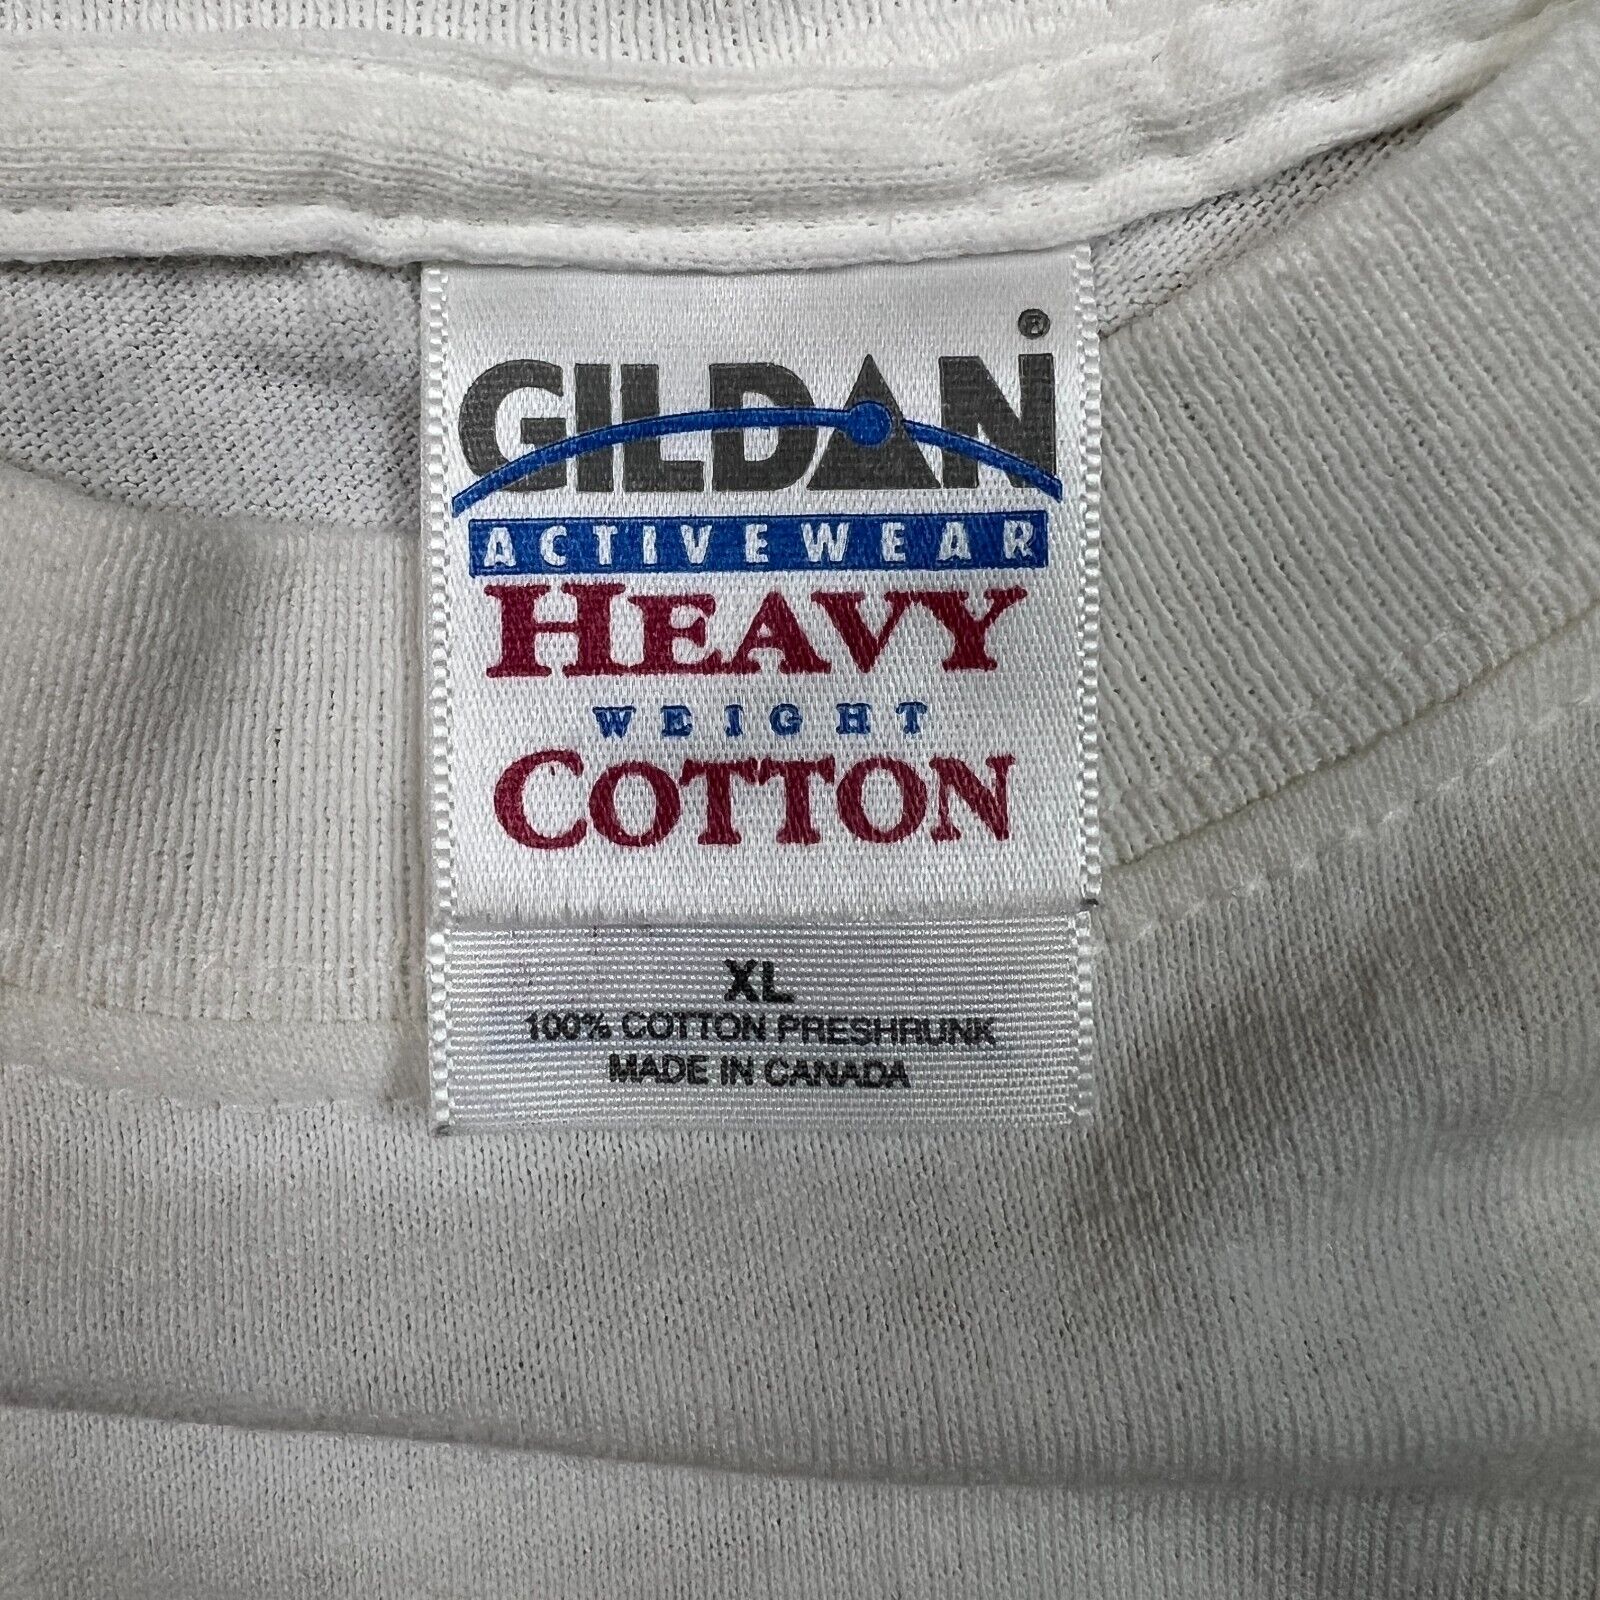 GILDAN®
ACTIVEWEAR
HEAVY
WEIGHT
COTTON
XL
100% COTTON PRESHRUNK
MADE IN CANADA